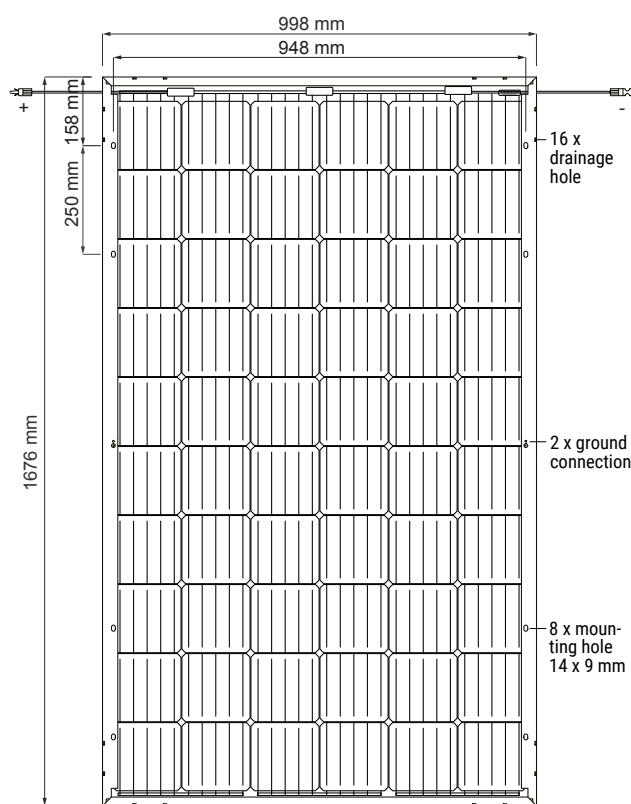 998 mm
948 mm
+
-
158 mm
250 mm
1676 mm
16 x
drainage
hole
2 x ground
connection
8 x moun-
ting hole
14 x 9 mm